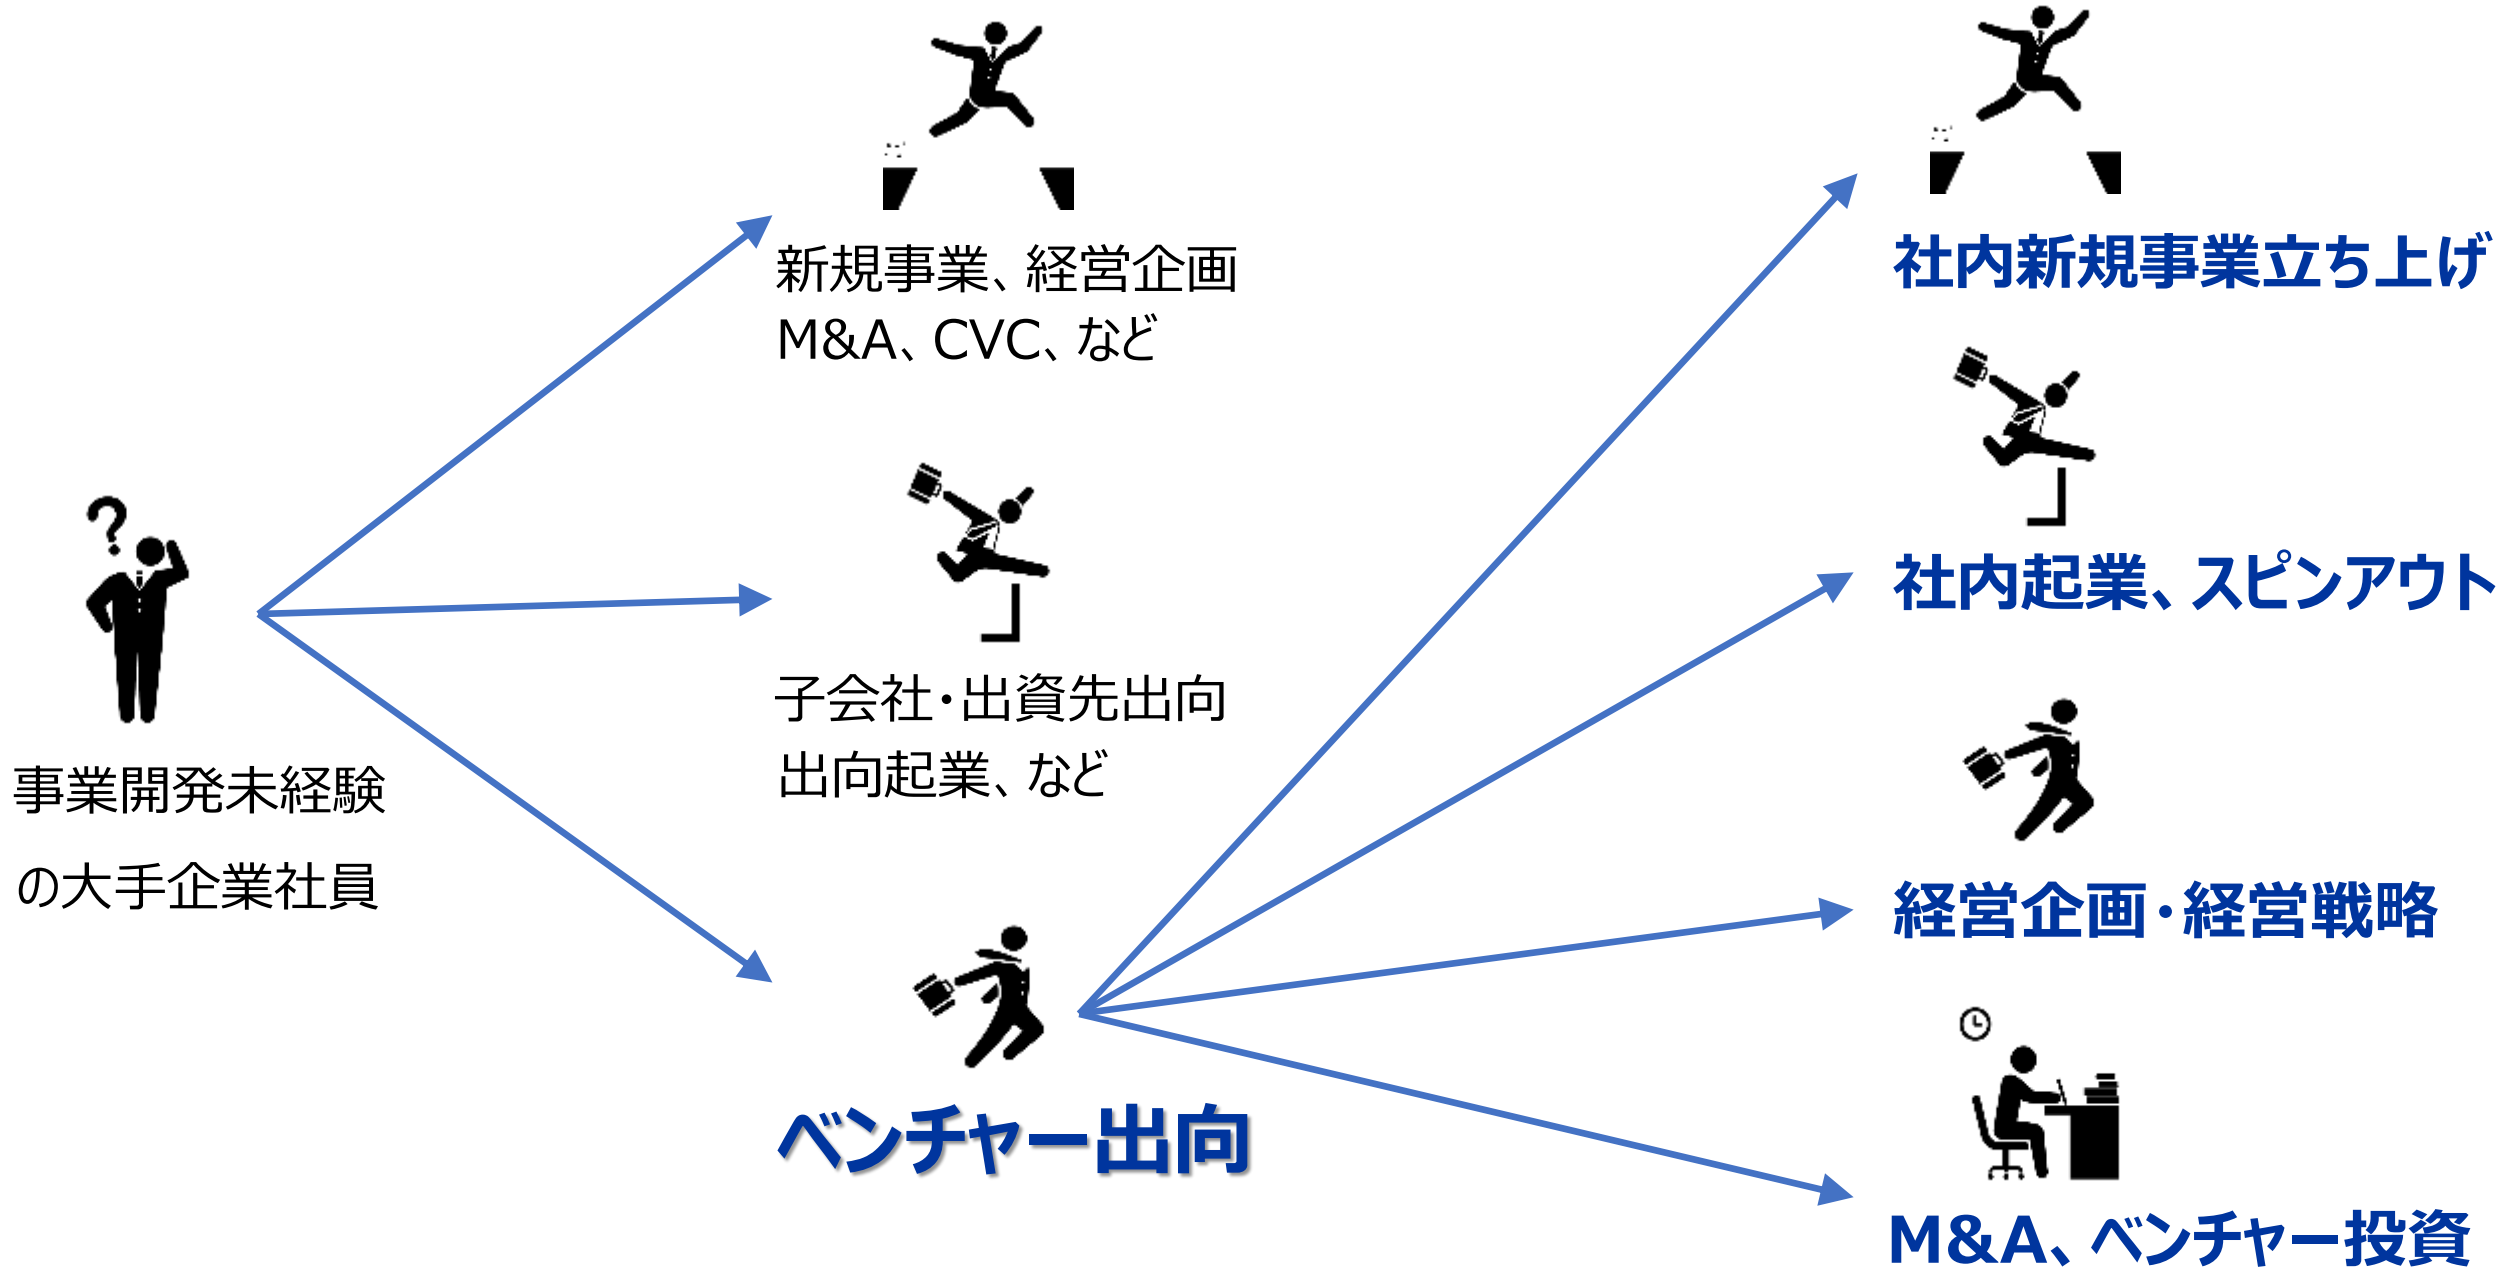 ?
事業開発未経験
の大手企業社員
新規事業、経営企画
M&A、CVC、など
子会社・出資先出向
出向起業、など
ベンチャー出向
社内新規事業立ち上げ
社内起業、スピンアウト
経営企画・経営戦略
M&A、ベンチャー投資